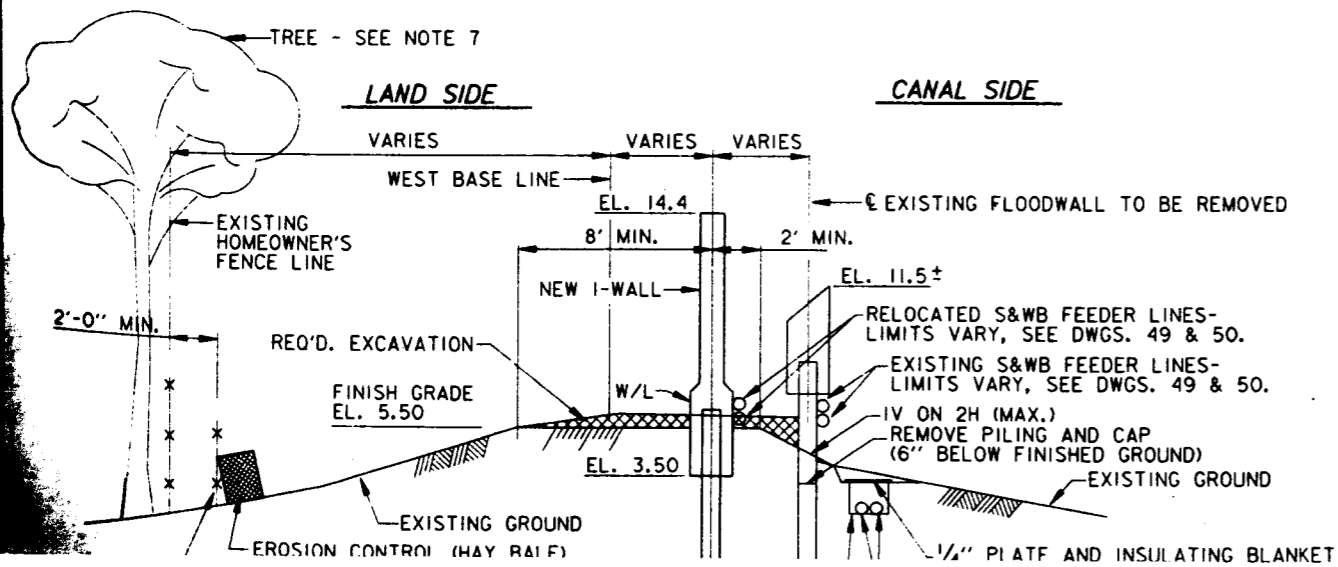 TREE - SEE NOTE 7
LAND SIDE
CANAL SIDE
VARIES
VARIES
VARIES
WEST BASE LINE
EL. 14.4
℄ EXISTING FLOODWALL TO BE REMOVED
EXISTING
HOMEOWNER'S
FENCE LINE
8' MIN.
2' MIN.
NEW I-WALL
EL. 11.5±
2'-0" MIN.
RELOCATED S&WB FEEDER LINES-
LIMITS VARY, SEE DWGS. 49 & 50.
REQ'D. EXCAVATION
EXISTING S&WB FEEDER LINES-
LIMITS VARY, SEE DWGS. 49 & 50.
FINISH GRADE
EL. 5.50
W/L
1V ON 2H (MAX.)
REMOVE PILING AND CAP
(6" BELOW FINISHED GROUND)
EL. 3.50
EXISTING GROUND
EXISTING GROUND
EROSION CONTROL (HAY BALE)
1/4" PLATE AND INSULATING BLANKET